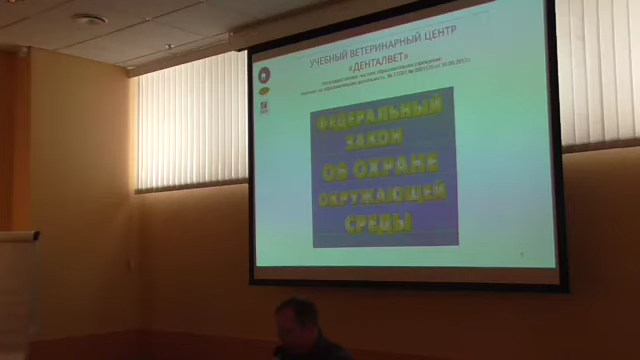 УЧЕБНЫЙ ВЕТЕРИНАРНЫЙ ЦЕНТР
«ДЕНТАЛВЕТ»
ФЕДЕРАЛЬНЫЙ
ЗАКОН
ОБ ОХРАНЕ
ОКРУЖАЮЩЕЙ
СРЕДЫ